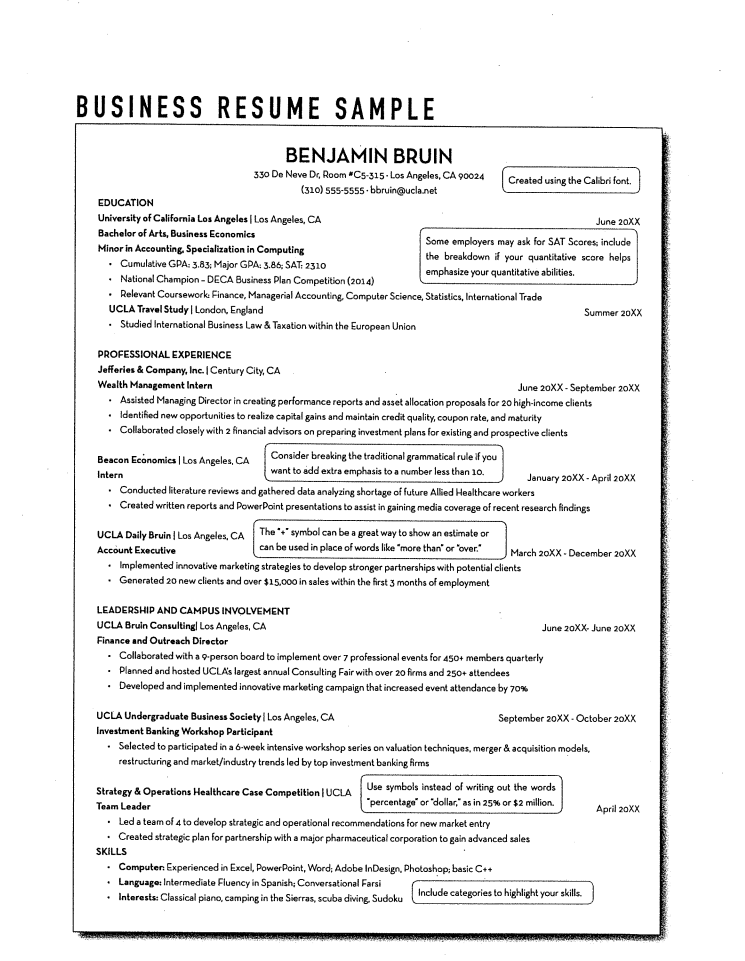 BUSINESS RESUME SAMPLE
BENJAMIN BRUIN
330 De Neve Dr, Room #C5-315 · Los Angeles, CA 90024
(310) 555-5555 · bbruin@ucla.net
Created using the Calibri font.
EDUCATION
University of California Los Angeles | Los Angeles, CA
June 20XX
Bachelor of Arts, Business Economics
Minor in Accounting, Specialization in Computing
Some employers may ask for SAT Scores; include
the breakdown if your quantitative score helps
emphasize your quantitative abilities.
• Cumulative GPA: 3.83; Major GPA: 3.86; SAT: 2310
• National Champion – DECA Business Plan Competition (2014)
• Relevant Coursework: Finance, Managerial Accounting, Computer Science, Statistics, International Trade
UCLA Travel Study | London, England
Summer 20XX
• Studied International Business Law & Taxation within the European Union
PROFESSIONAL EXPERIENCE
Jefferies & Company, Inc. | Century City, CA
Wealth Management Intern
June 20XX - September 20XX
• Assisted Managing Director in creating performance reports and asset allocation proposals for 20 high-income clients
• Identified new opportunities to realize capital gains and maintain credit quality, coupon rate, and maturity
• Collaborated closely with 2 financial advisors on preparing investment plans for existing and prospective clients
Beacon Economics | Los Angeles, CA
Consider breaking the traditional grammatical rule if you
want to add extra emphasis to a number less than 10.
Intern
January 20XX - April 20XX
• Conducted literature reviews and gathered data analyzing shortage of future Allied Healthcare workers
• Created written reports and PowerPoint presentations to assist in gaining media coverage of recent research findings
UCLA Daily Bruin | Los Angeles, CA
The "+" symbol can be a great way to show an estimate or
can be used in place of words like "more than" or "over."
Account Executive
March 20XX - December 20XX
• Implemented innovative marketing strategies to develop stronger partnerships with potential clients
• Generated 20 new clients and over $15,000 in sales within the first 3 months of employment
LEADERSHIP AND CAMPUS INVOLVEMENT
UCLA Bruin Consulting| Los Angeles, CA
June 20XX- June 20XX
Finance and Outreach Director
• Collaborated with a 9-person board to implement over 7 professional events for 450+ members quarterly
• Planned and hosted UCLA's largest annual Consulting Fair with over 20 firms and 250+ attendees
• Developed and implemented innovative marketing campaign that increased event attendance by 70%
UCLA Undergraduate Business Society | Los Angeles, CA
September 20XX - October 20XX
Investment Banking Workshop Participant
• Selected to participated in a 6-week intensive workshop series on valuation techniques, merger & acquisition models,
restructuring and market/industry trends led by top investment banking firms
Strategy & Operations Healthcare Case Competition | UCLA
Use symbols instead of writing out the words
"percentage" or "dollar," as in 25% or $2 million.
Team Leader
April 20XX
• Led a team of 4 to develop strategic and operational recommendations for new market entry
• Created strategic plan for partnership with a major pharmaceutical corporation to gain advanced sales
SKILLS
• Computer: Experienced in Excel, PowerPoint, Word; Adobe InDesign, Photoshop; basic C++
• Language: Intermediate Fluency in Spanish; Conversational Farsi
• Interests: Classical piano, camping in the Sierras, scuba diving, Sudoku
Include categories to highlight your skills.